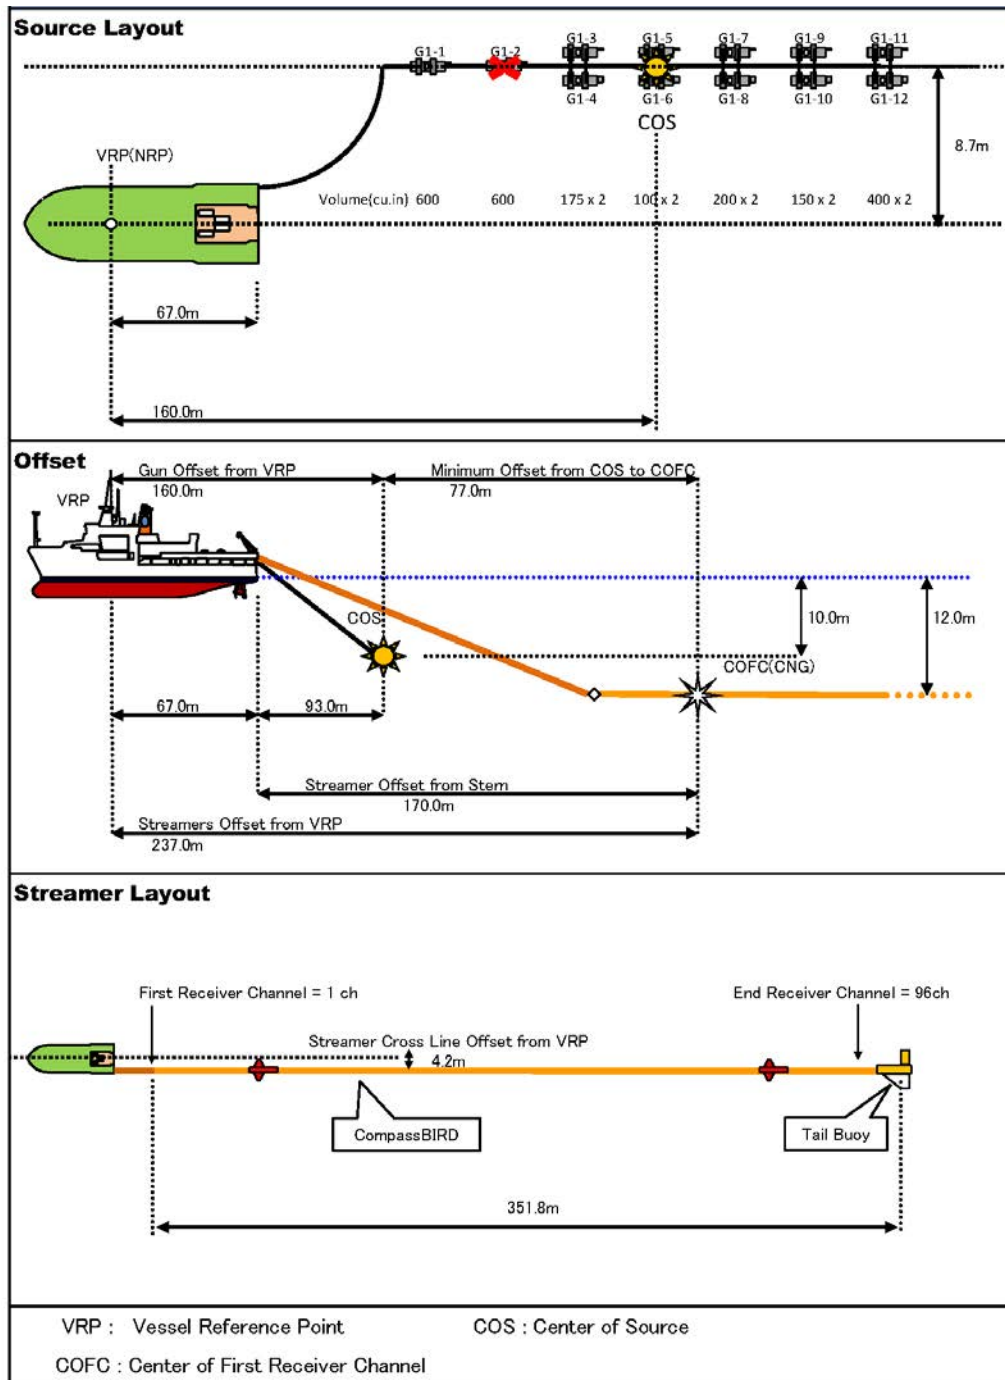 Source Layout
G1-1 G1-2 G1-3 G1-5 G1-7 G1-9 G1-11
G1-4 G1-6 G1-8 G1-10 G1-12
COS
8.7m
VRP(NRP)
Volume(cu.in) 600 600 175 x 2 100 x 2 200 x 2 150 x 2 400 x 2
67.0m
160.0m
Offset
Gun Offset from VRP
160.0m
Minimum Offset from COS to COFC
77.0m
VRP
COS
10.0m
12.0m
COFC(CNG)
67.0m
93.0m
Streamer Offset from Stern
170.0m
Streamers Offset from VRP
237.0m
Streamer Layout
First Receiver Channel = 1 ch
End Receiver Channel = 96ch
Streamer Cross Line Offset from VRP
4.2m
CompassBIRD
Tail Buoy
351.8m
VRP : Vessel Reference Point
COS : Center of Source
COFC : Center of First Receiver Channel